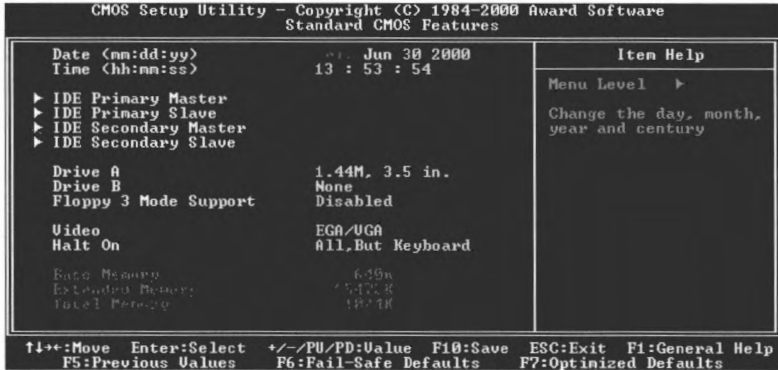 CMOS Setup Utility – Copyright (C) 1984-2000 Award Software
Standard CMOS Features
Date (mm:dd:yy) Jun 30 2000
Time (hh:mm:ss) 13 : 53 : 54
▶ IDE Primary Master
▶ IDE Primary Slave
▶ IDE Secondary Master
▶ IDE Secondary Slave
Drive A 1.44M, 3.5 in.
Drive B None
Floppy 3 Mode Support Disabled
Video EGA/VGA
Halt On All,But Keyboard
Base Memory
Extended Memory
Total Memory
Item Help
Menu Level ▶
Change the day, month,
year and century
↑↓→←:Move Enter:Select +/-/PU/PD:Value F10:Save ESC:Exit F1:General Help
F5:Previous Values F6:Fail-Safe Defaults F7:Optimized Defaults